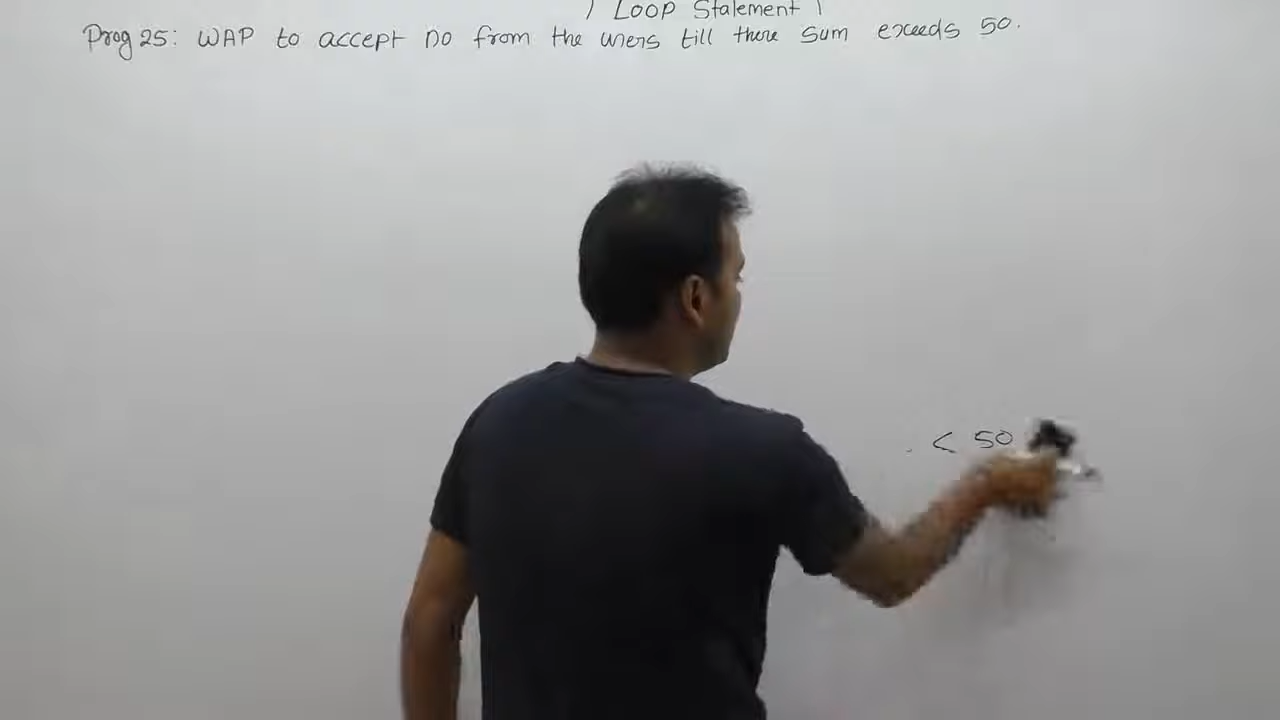 Loop Statement
Prog 25: WAP to accept no from the users till there sum exceeds 50.
< 50